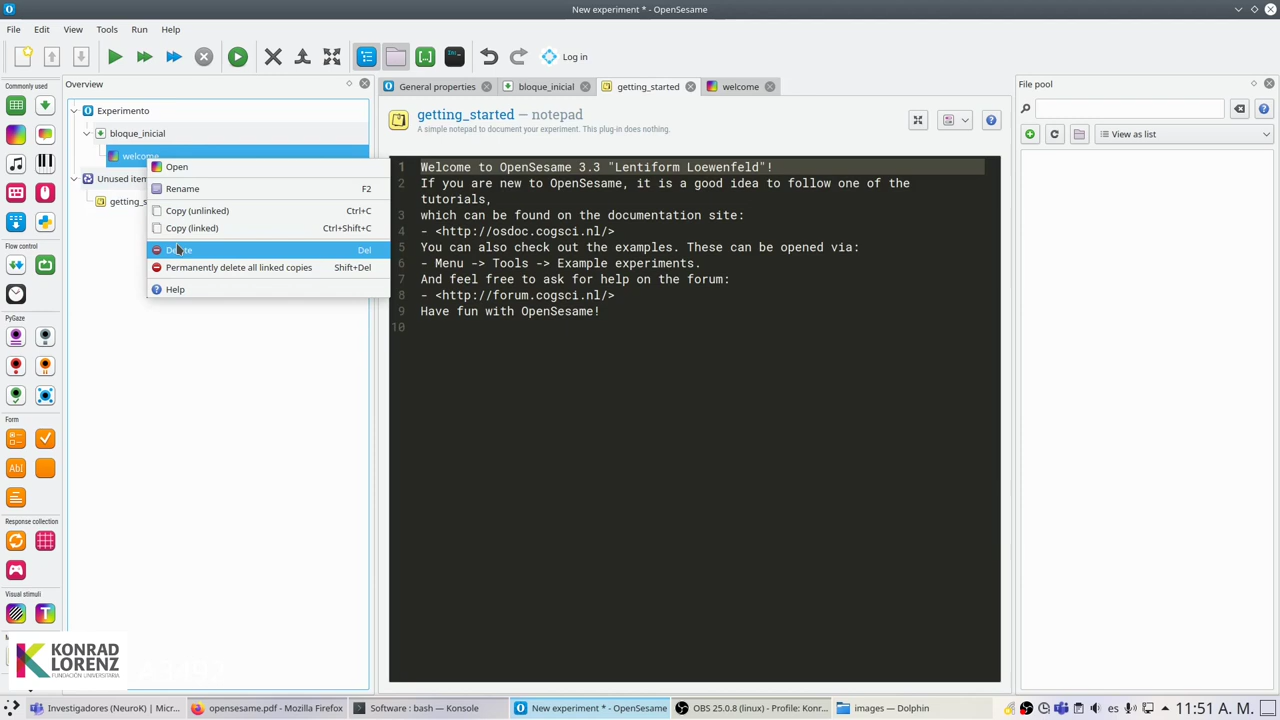 New experiment * - OpenSesame
File Edit View Tools Run Help
Log in
Commonly used
Flow control
PyGaze
Form
Abl
Response collection
Visual stimuli
Overview
Experimento
bloque_inicial
welcome
Unused item
getting_s
Open
Rename F2
Copy (unlinked) Ctrl+C
Copy (linked) Ctrl+Shift+C
Delete Del
Permanently delete all linked copies Shift+Del
Help
General properties bloque_inicial getting_started welcome
getting_started — notepad
A simple notepad to document your experiment. This plug-in does nothing.
1 Welcome to OpenSesame 3.3 "Lentiform Loewenfeld"!
2 If you are new to OpenSesame, it is a good idea to follow one of the
tutorials,
3 which can be found on the documentation site:
4 - <http://osdoc.cogsci.nl/>
5 You can also check out the examples. These can be opened via:
6 - Menu -> Tools -> Example experiments.
7 And feel free to ask for help on the forum:
8 - <http://forum.cogsci.nl/>
9 Have fun with OpenSesame!
10
File pool
View as list
KONRAD
LORENZ
FUNDACIÓN UNIVERSITARIA
Investigadores (NeuroK) | Micr... opensesame.pdf - Mozilla Firefox Software : bash — Konsole New experiment * - OpenSesame OBS 25.0.8 (linux) - Profile: Konr... images — Dolphin es 11:51 A. M.